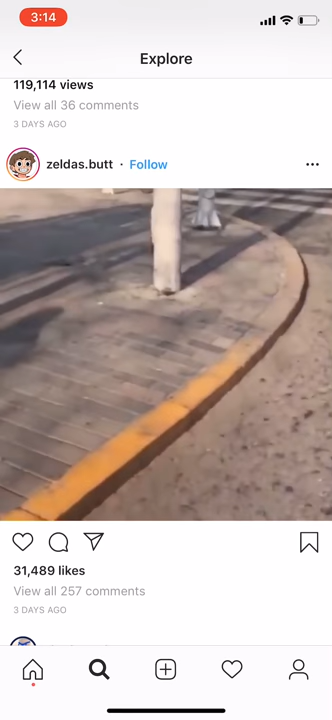 3:14
Explore
119,114 views
View all 36 comments
3 DAYS AGO
zeldas.butt · Follow
31,489 likes
View all 257 comments
3 DAYS AGO